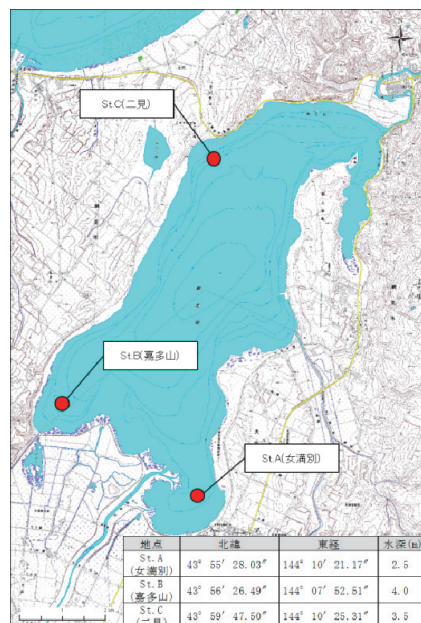 St.C(二見)
St.B(嘉多山)
St.A(女満別)
地点 北緯 東経 水深(m)
St.A (女満別) 43° 55′ 28.03″ 144° 10′ 21.17″ 2.5
St.B (嘉多山) 43° 56′ 26.49″ 144° 07′ 52.51″ 4.0
St.C (二見) 43° 59′ 47.50″ 144° 10′ 25.31″ 3.5